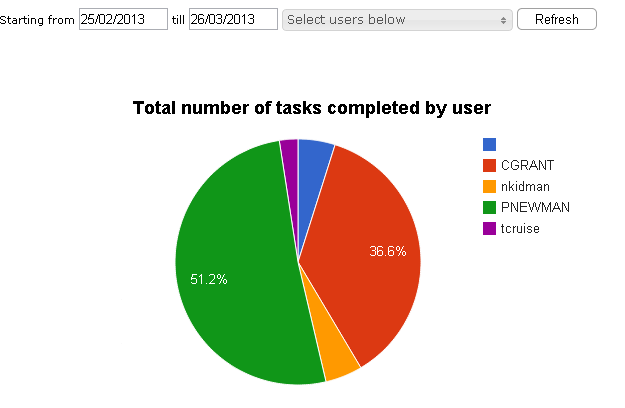 Starting from 25/02/2013 till 26/03/2013 Select users below Refresh
Total number of tasks completed by user
CGRANT
36.6%
nkidman
PNEWMAN
tcruise
51.2%